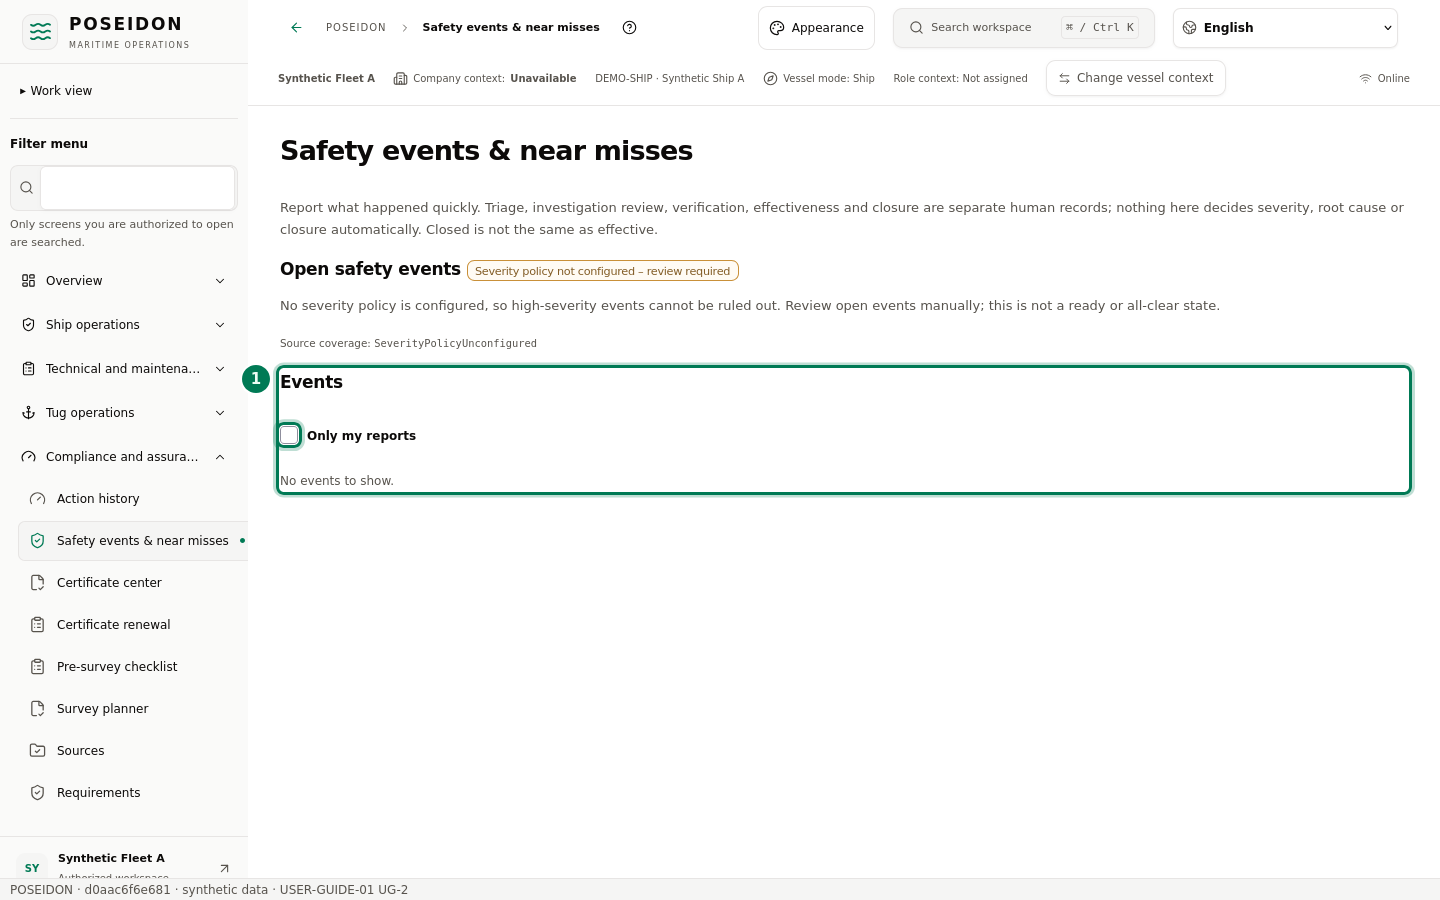 POSEIDON
MARITIME OPERATIONS
▸ Work view
Filter menu
Only screens you are authorized to open
are searched.
Overview
Ship operations
Technical and maintena…
Tug operations
Compliance and assura…
Action history
Safety events & near misses
Certificate center
Certificate renewal
Pre-survey checklist
Survey planner
Sources
Requirements
SY
Synthetic Fleet A
Authorized workspace
POSEIDON
Safety events & near misses
Appearance
Search workspace
⌘ / Ctrl K
English
Synthetic Fleet A
Company context: Unavailable
DEMO-SHIP · Synthetic Ship A
Vessel mode: Ship
Role context: Not assigned
Change vessel context
Online
Safety events & near misses
Report what happened quickly. Triage, investigation review, verification, effectiveness and closure are separate human records; nothing here decides severity, root cause or
closure automatically. Closed is not the same as effective.
Open safety events
Severity policy not configured – review required
No severity policy is configured, so high-severity events cannot be ruled out. Review open events manually; this is not a ready or all-clear state.
Source coverage: SeverityPolicyUnconfigured
1
Events
Only my reports
No events to show.
POSEIDON · d0aac6f6e681 · synthetic data · USER-GUIDE-01 UG-2